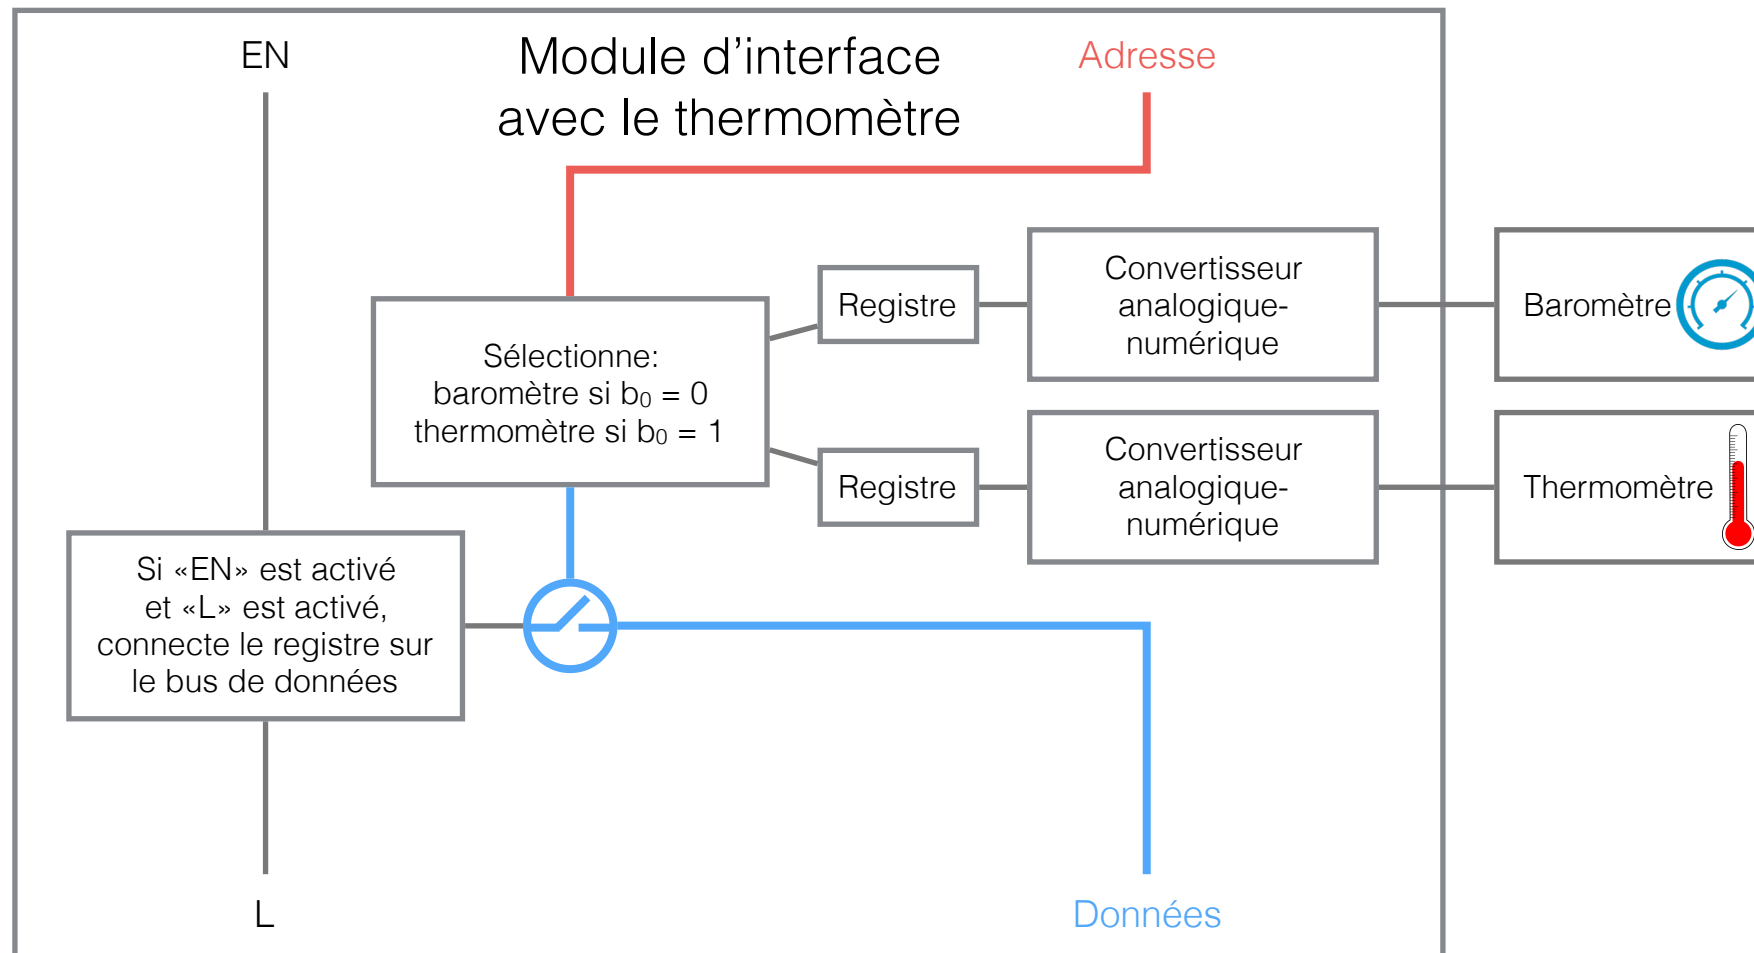 EN
Module d’interface
avec le thermomètre
Adresse
Sélectionne:
baromètre si b₀ = 0
thermomètre si b₀ = 1
Registre
Convertisseur
analogique-
numérique
Baromètre
Registre
Convertisseur
analogique-
numérique
Thermomètre
Si «EN» est activé
et «L» est activé,
connecte le registre sur
le bus de données
L
Données